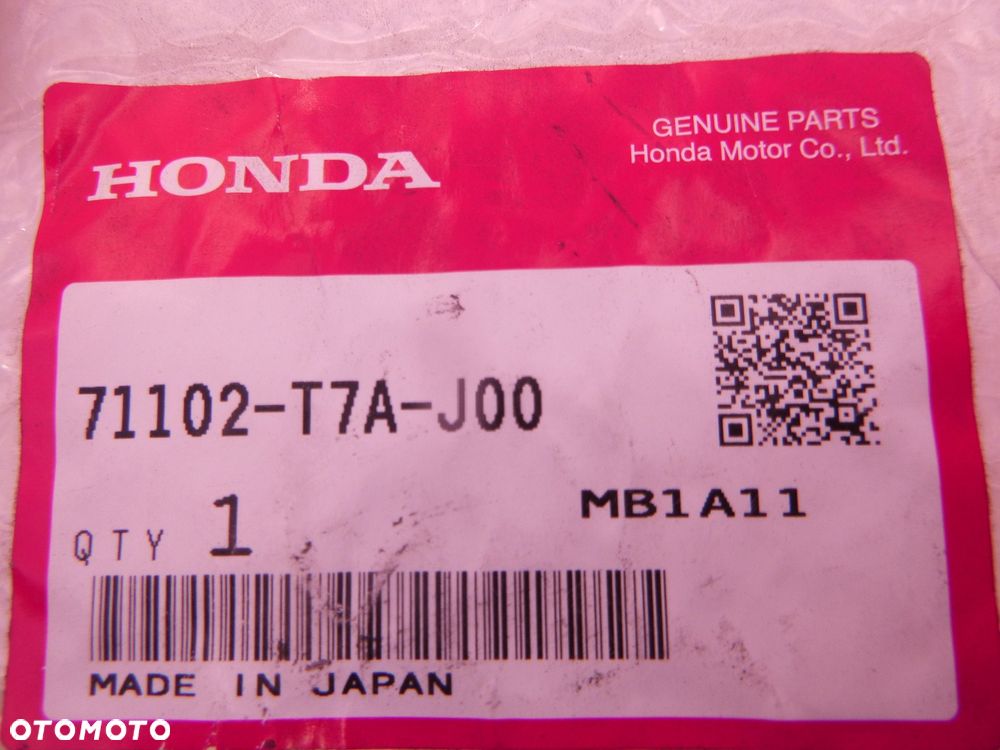 GENUINE PARTS
Honda Motor Co., Ltd.
HONDA
71102-T7A-J00
MB1A11
QTY 1
MADE IN JAPAN
OTOMOTO